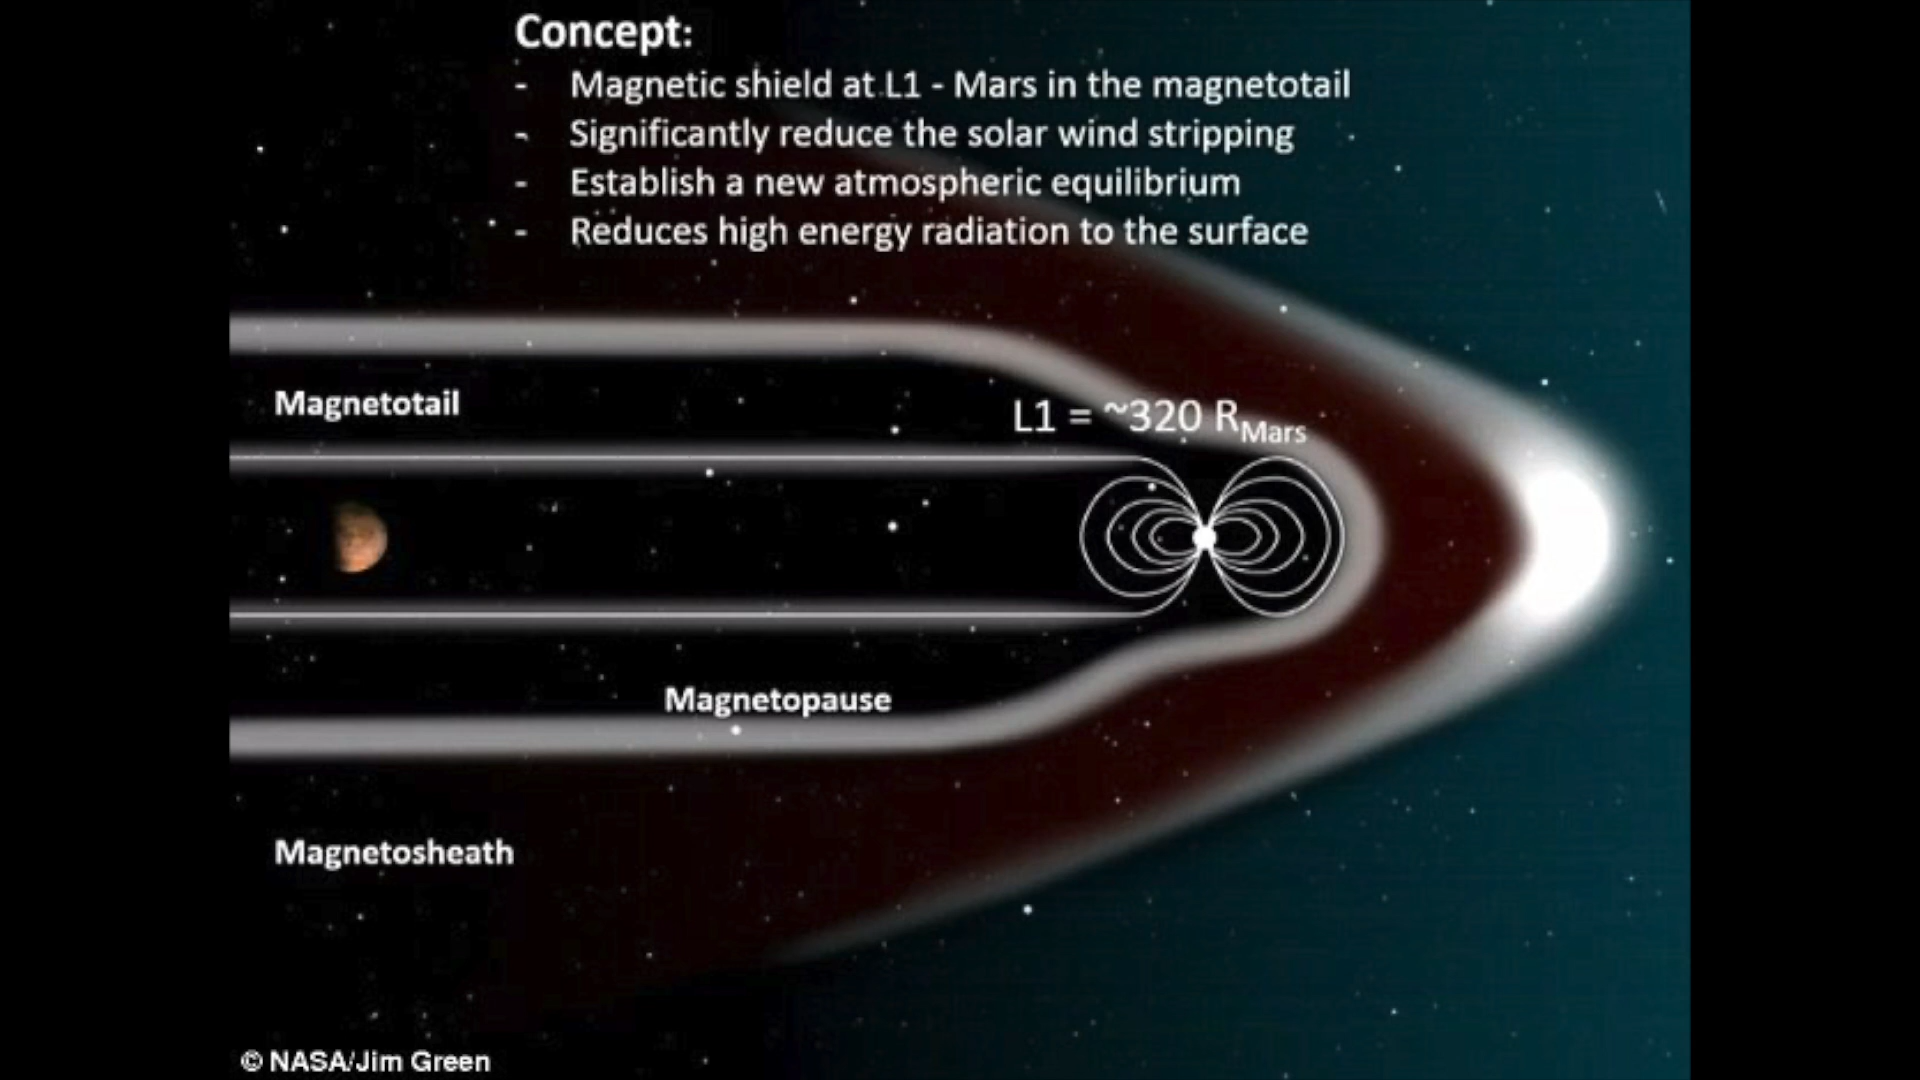 Concept:
- Magnetic shield at L1 - Mars in the magnetotail
- Significantly reduce the solar wind stripping
- Establish a new atmospheric equilibrium
- Reduces high energy radiation to the surface
Magnetotail
L1 = ~320 RMars
Magnetopause
Magnetosheath
© NASA/Jim Green